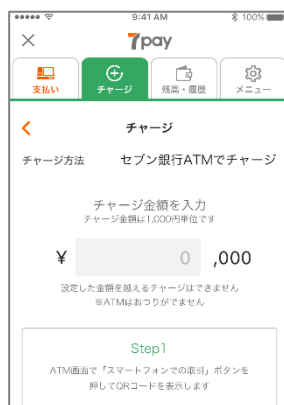 9:41 AM
100%
7pay
支払い
チャージ
残高・履歴
メニュー
チャージ
チャージ方法
セブン銀行ATMでチャージ
チャージ金額を入力
チャージ金額は1,000円単位です
¥ 0 ,000
設定した金額を越えるチャージはできません
※ATMはおつりがでません
Step1
ATM画面で「スマートフォンでの取引」ボタンを
押してQRコードを表示します